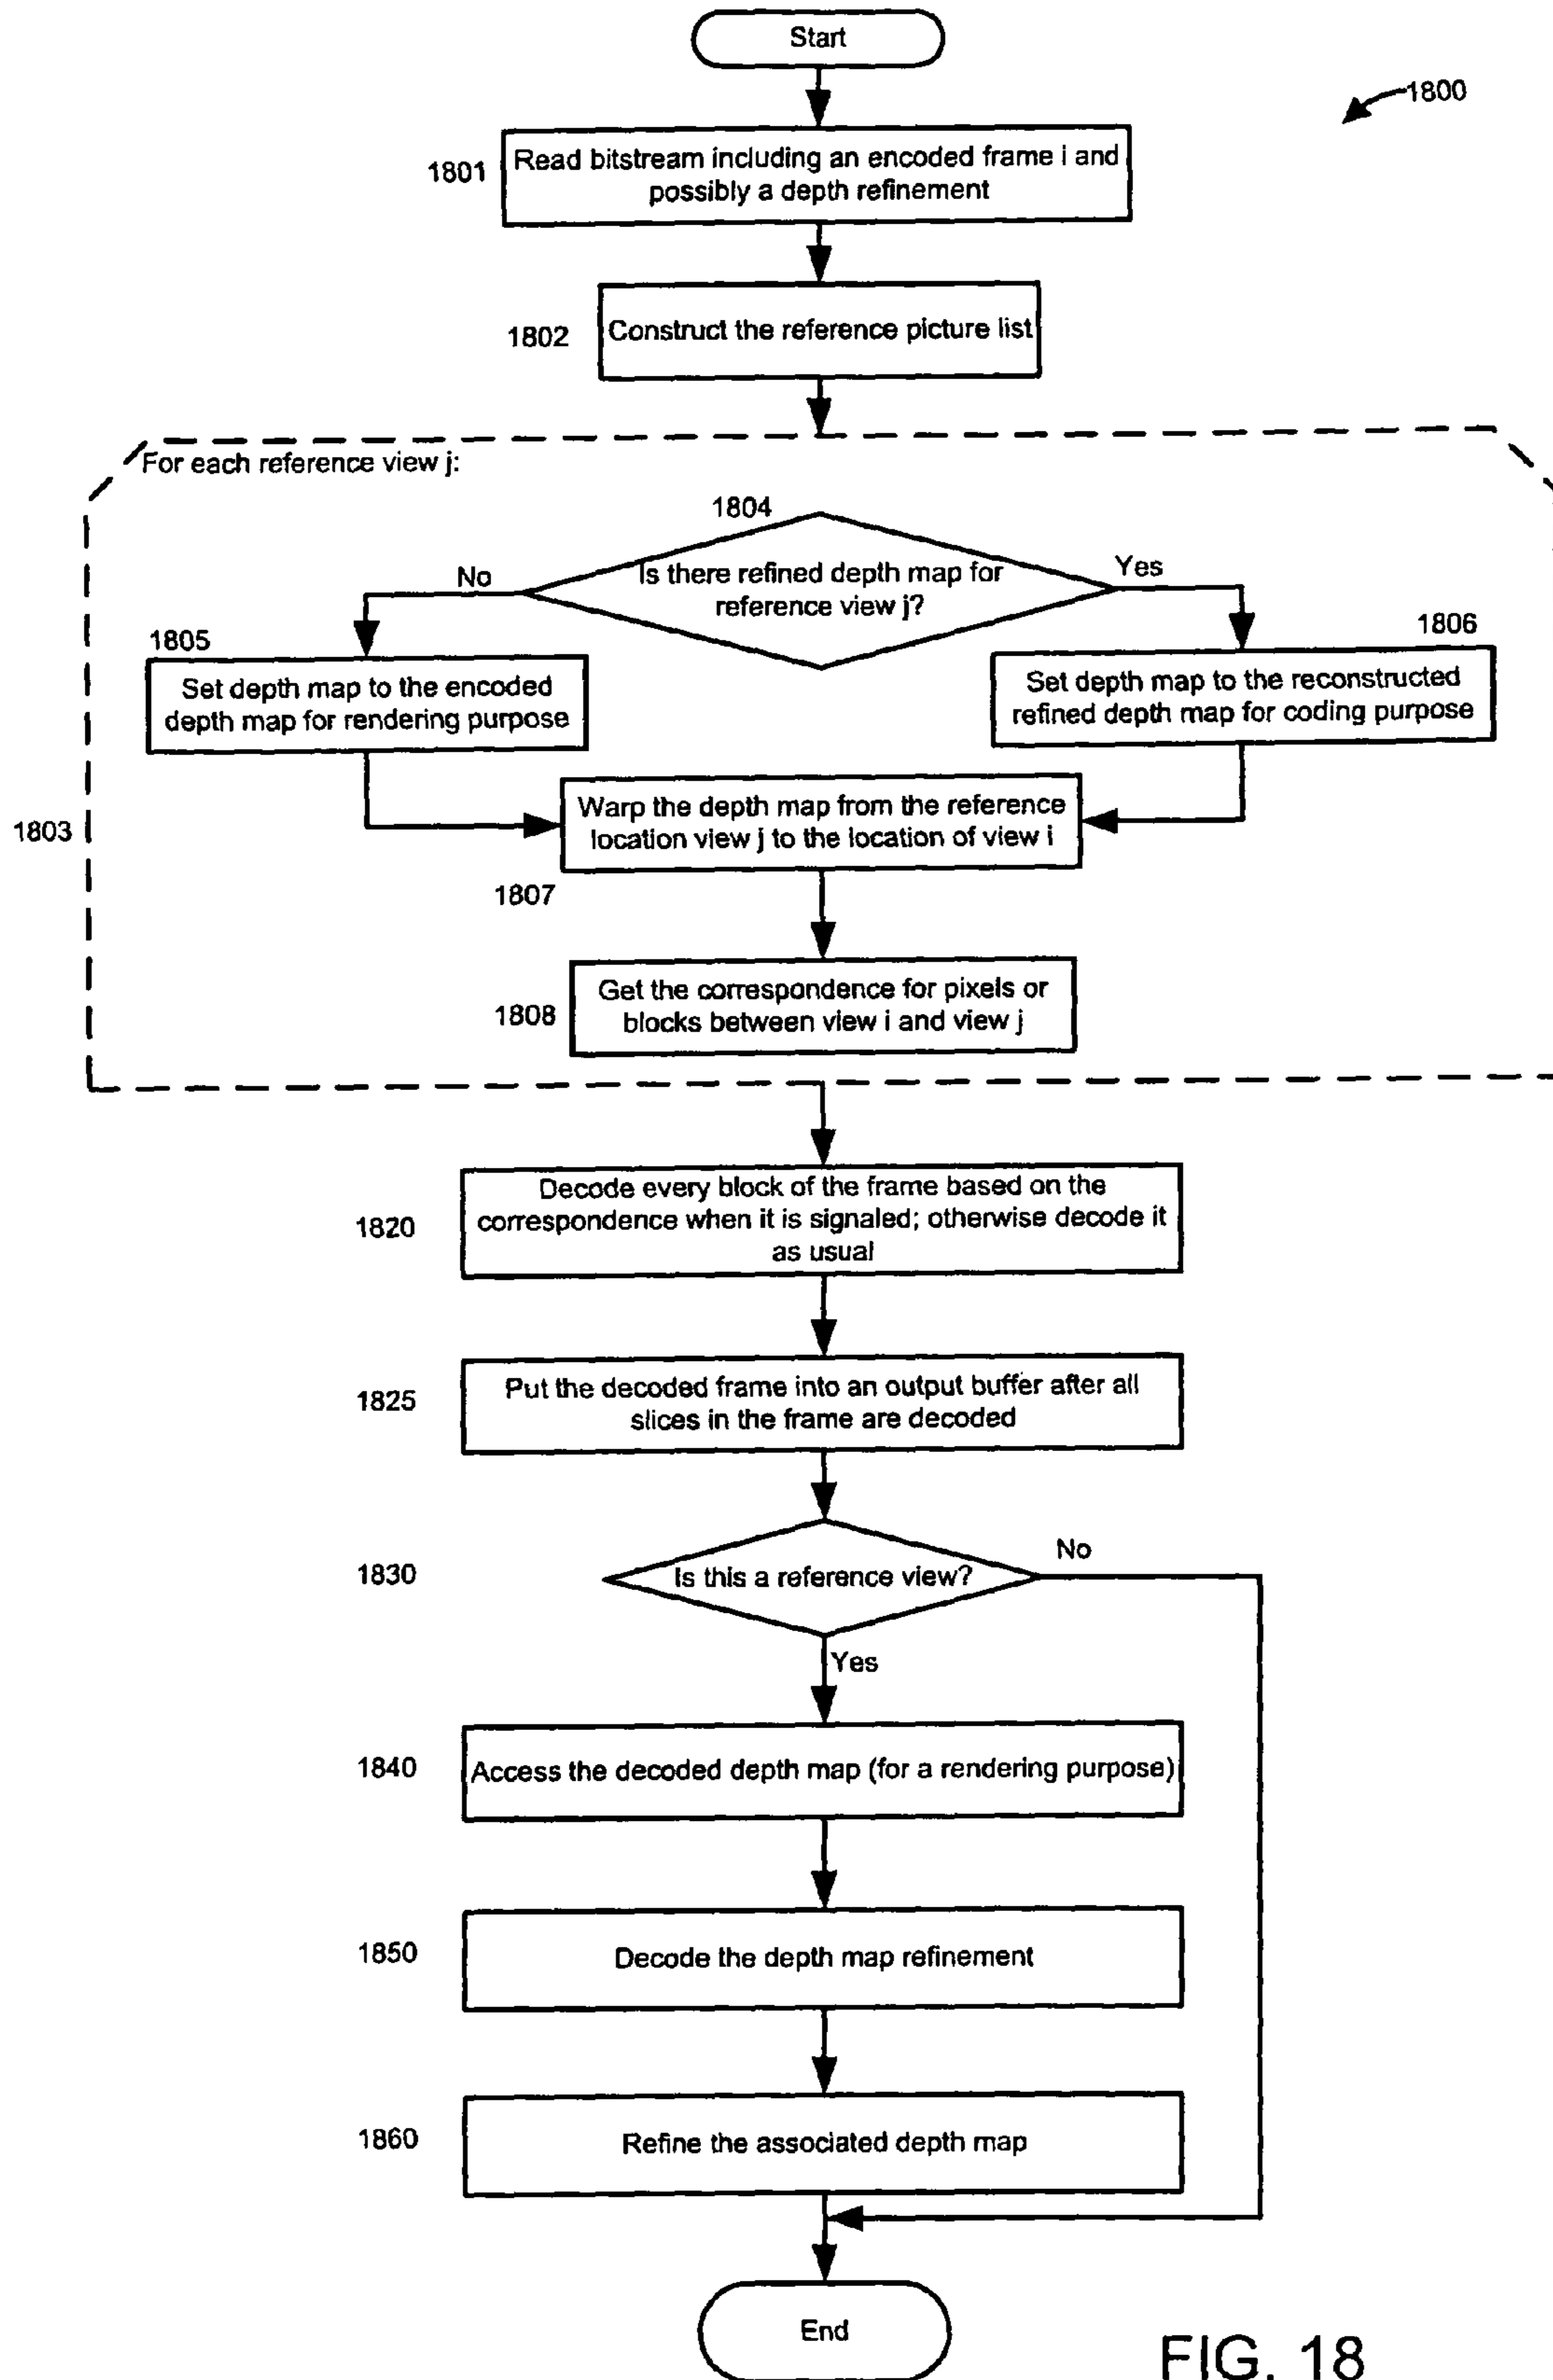 Start
1800
1801
Read bitstream including an encoded frame i and
possibly a depth refinement
1802
Construct the reference picture list
For each reference view j:
1804
Is there refined depth map for
reference view j?
No
Yes
1805
Set depth map to the encoded
depth map for rendering purpose
1806
Set depth map to the reconstructed
refined depth map for coding purpose
1803
Warp the depth map from the reference
location view j to the location of view i
1807
1808
Get the correspondence for pixels or
blocks between view i and view j
1820
Decode every block of the frame based on the
correspondence when it is signaled; otherwise decode it
as usual
1825
Put the decoded frame into an output buffer after all
slices in the frame are decoded
1830
Is this a reference view?
No
Yes
1840
Access the decoded depth map (for a rendering purpose)
1850
Decode the depth map refinement
1860
Refine the associated depth map
End
FIG. 18